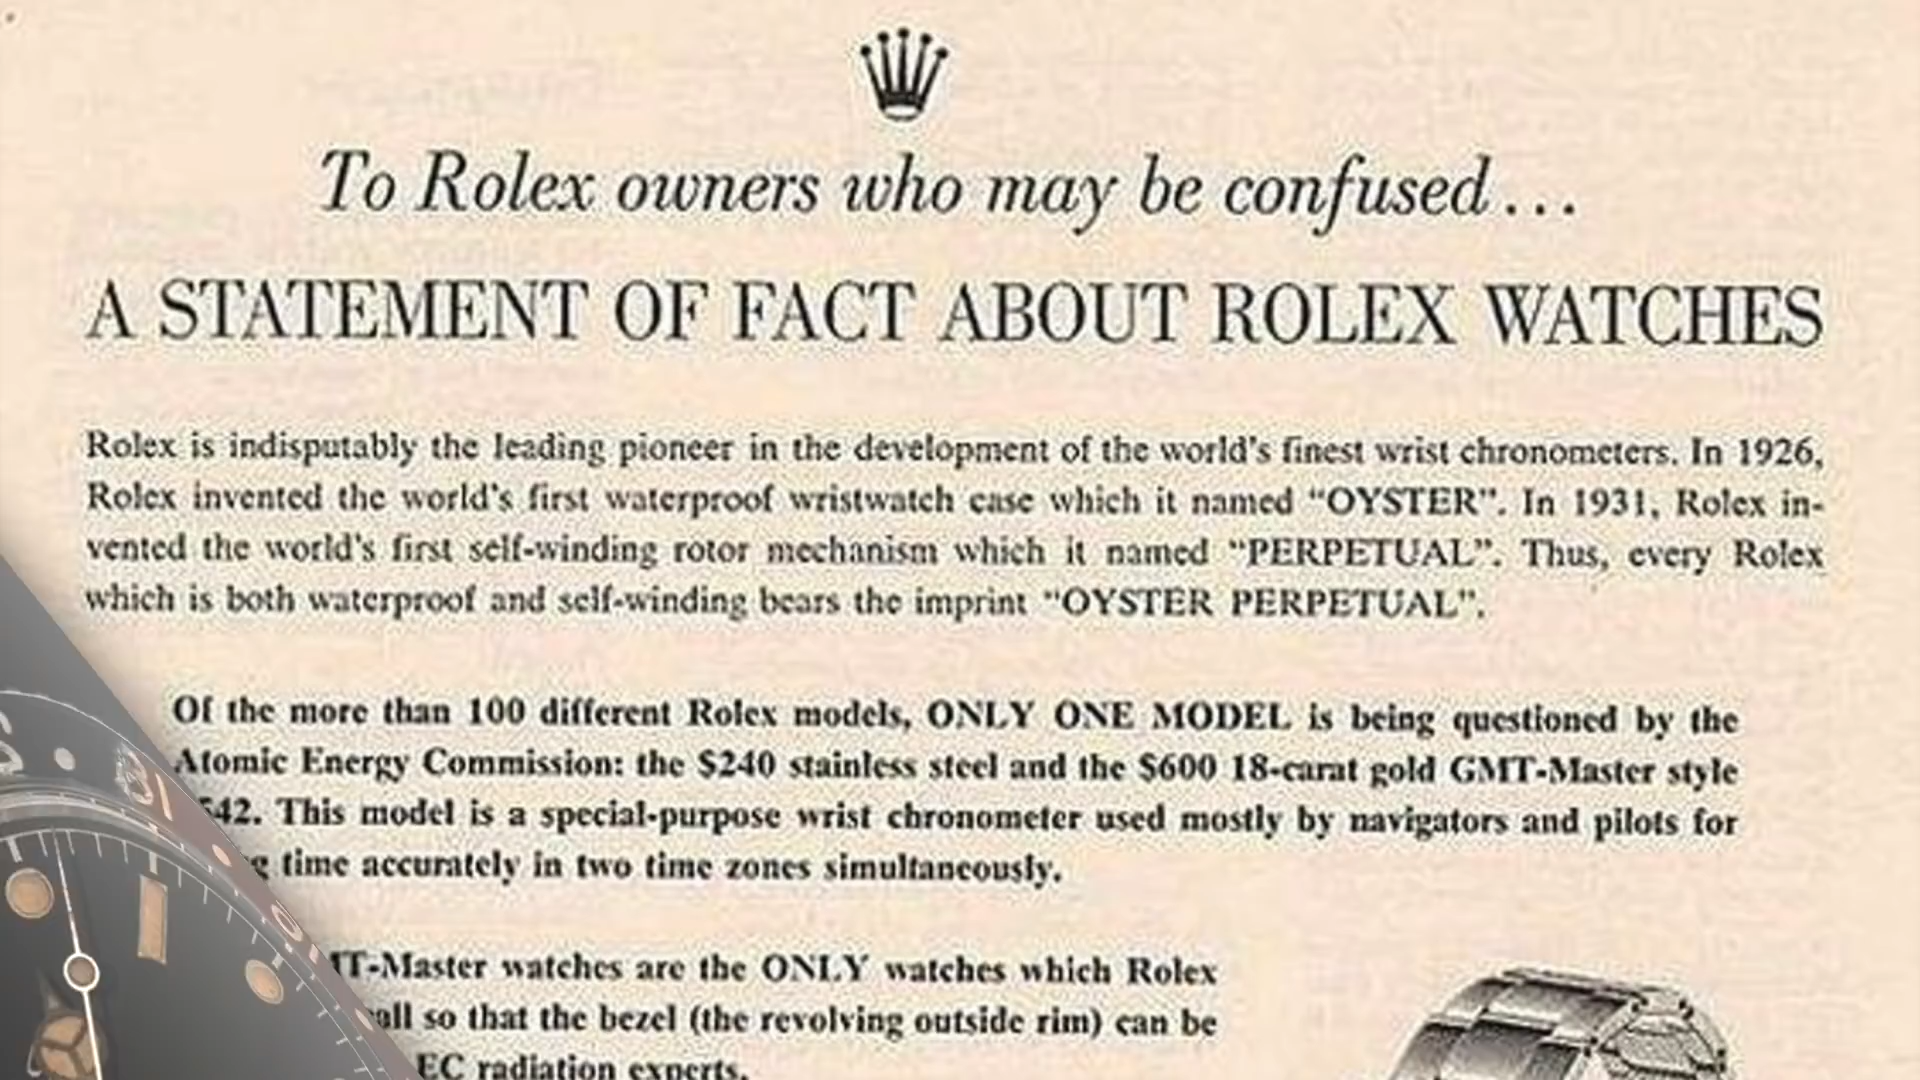 To Rolex owners who may be confused...
A STATEMENT OF FACT ABOUT ROLEX WATCHES
Rolex is indisputably the leading pioneer in the development of the world's finest wrist chronometers. In 1926,
Rolex invented the world's first waterproof wristwatch case which it named “OYSTER”. In 1931, Rolex in-
vented the world's first self-winding rotor mechanism which it named “PERPETUAL”. Thus, every Rolex
which is both waterproof and self-winding bears the imprint “OYSTER PERPETUAL”.
Of the more than 100 different Rolex models, ONLY ONE MODEL is being questioned by the
Atomic Energy Commission: the $240 stainless steel and the $600 18-carat gold GMT-Master style
42. This model is a special-purpose wrist chronometer used mostly by navigators and pilots for
time accurately in two time zones simultaneously.
T-Master watches are the ONLY watches which Rolex
so that the bezel (the revolving outside rim) can be
EC radiation experts.